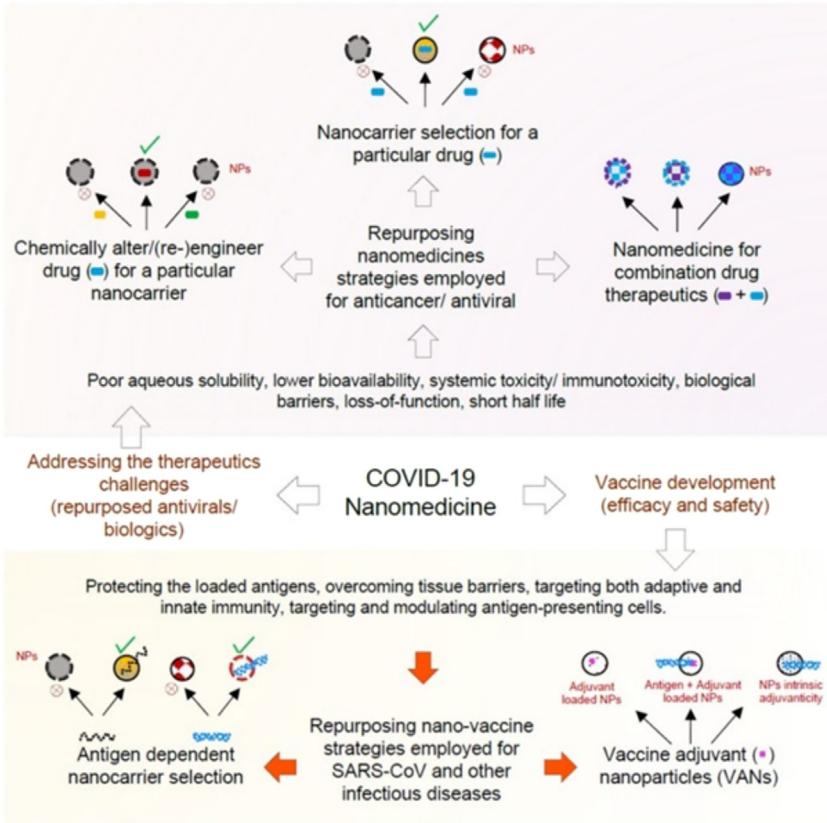 NPs
Nanocarrier selection for a
particular drug ( )
NPs
Chemically alter/(re-)engineer
drug ( ) for a particular
nanocarrier
Repurposing
nanomedicines
strategies employed
for anticancer/ antiviral
NPs
Nanomedicine for
combination drug
therapeutics ( + )
Poor aqueous solubility, lower bioavailability, systemic toxicity/ immunotoxicity, biological
barriers, loss-of-function, short half life
Addressing the therapeutics
challenges
(repurposed antivirals/
biologics)
COVID-19
Nanomedicine
Vaccine development
(efficacy and safety)
Protecting the loaded antigens, overcoming tissue barriers, targeting both adaptive and
innate immunity, targeting and modulating antigen-presenting cells.
NPs
Antigen dependent
nanocarrier selection
Repurposing nano-vaccine
strategies employed for
SARS-CoV and other
infectious diseases
Adjuvant
loaded NPs
Antigen + Adjuvant
loaded NPs
NPs intrinsic
adjuvanticity
Vaccine adjuvant ( )
nanoparticles (VANs)